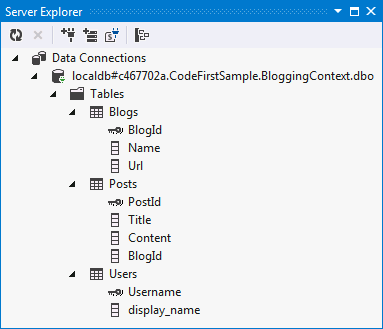 Server Explorer
Data Connections
localdb#c467702a.CodeFirstSample.BloggingContext.dbo
Tables
Blogs
BlogId
Name
Url
Posts
PostId
Title
Content
BlogId
Users
Username
display_name